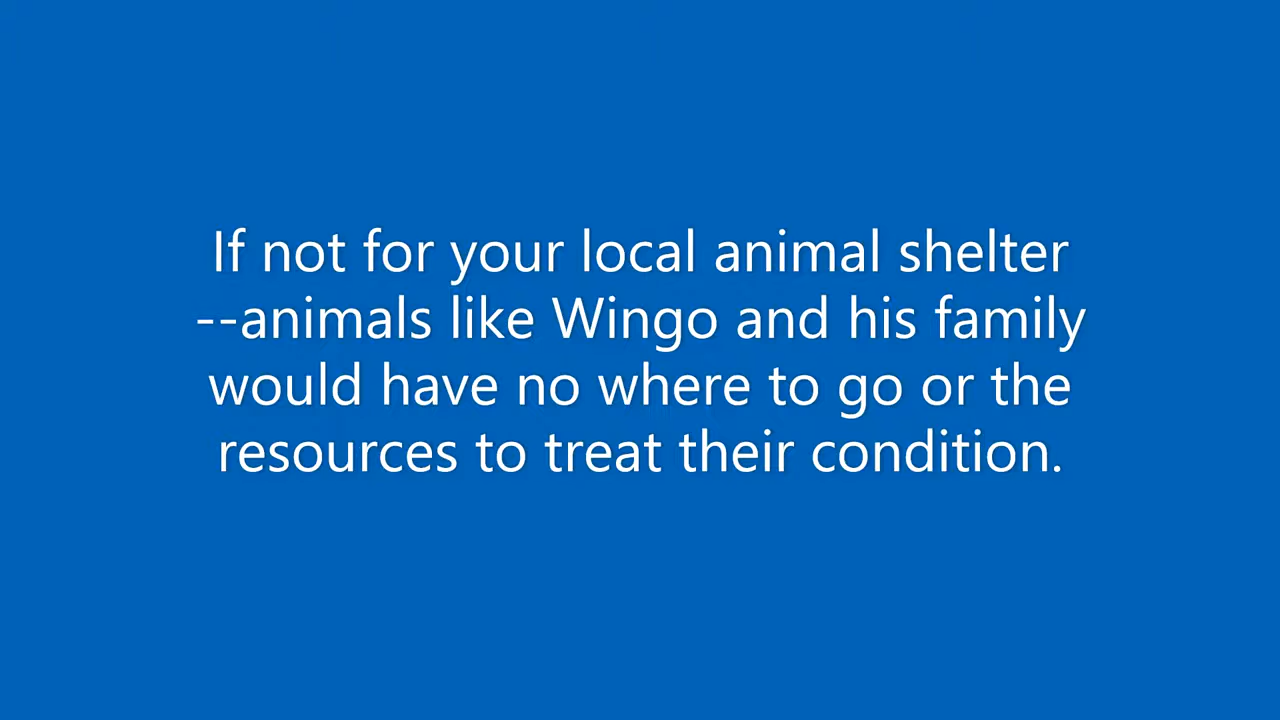 If not for your local animal shelter
--animals like Wingo and his family
would have no where to go or the
resources to treat their condition.